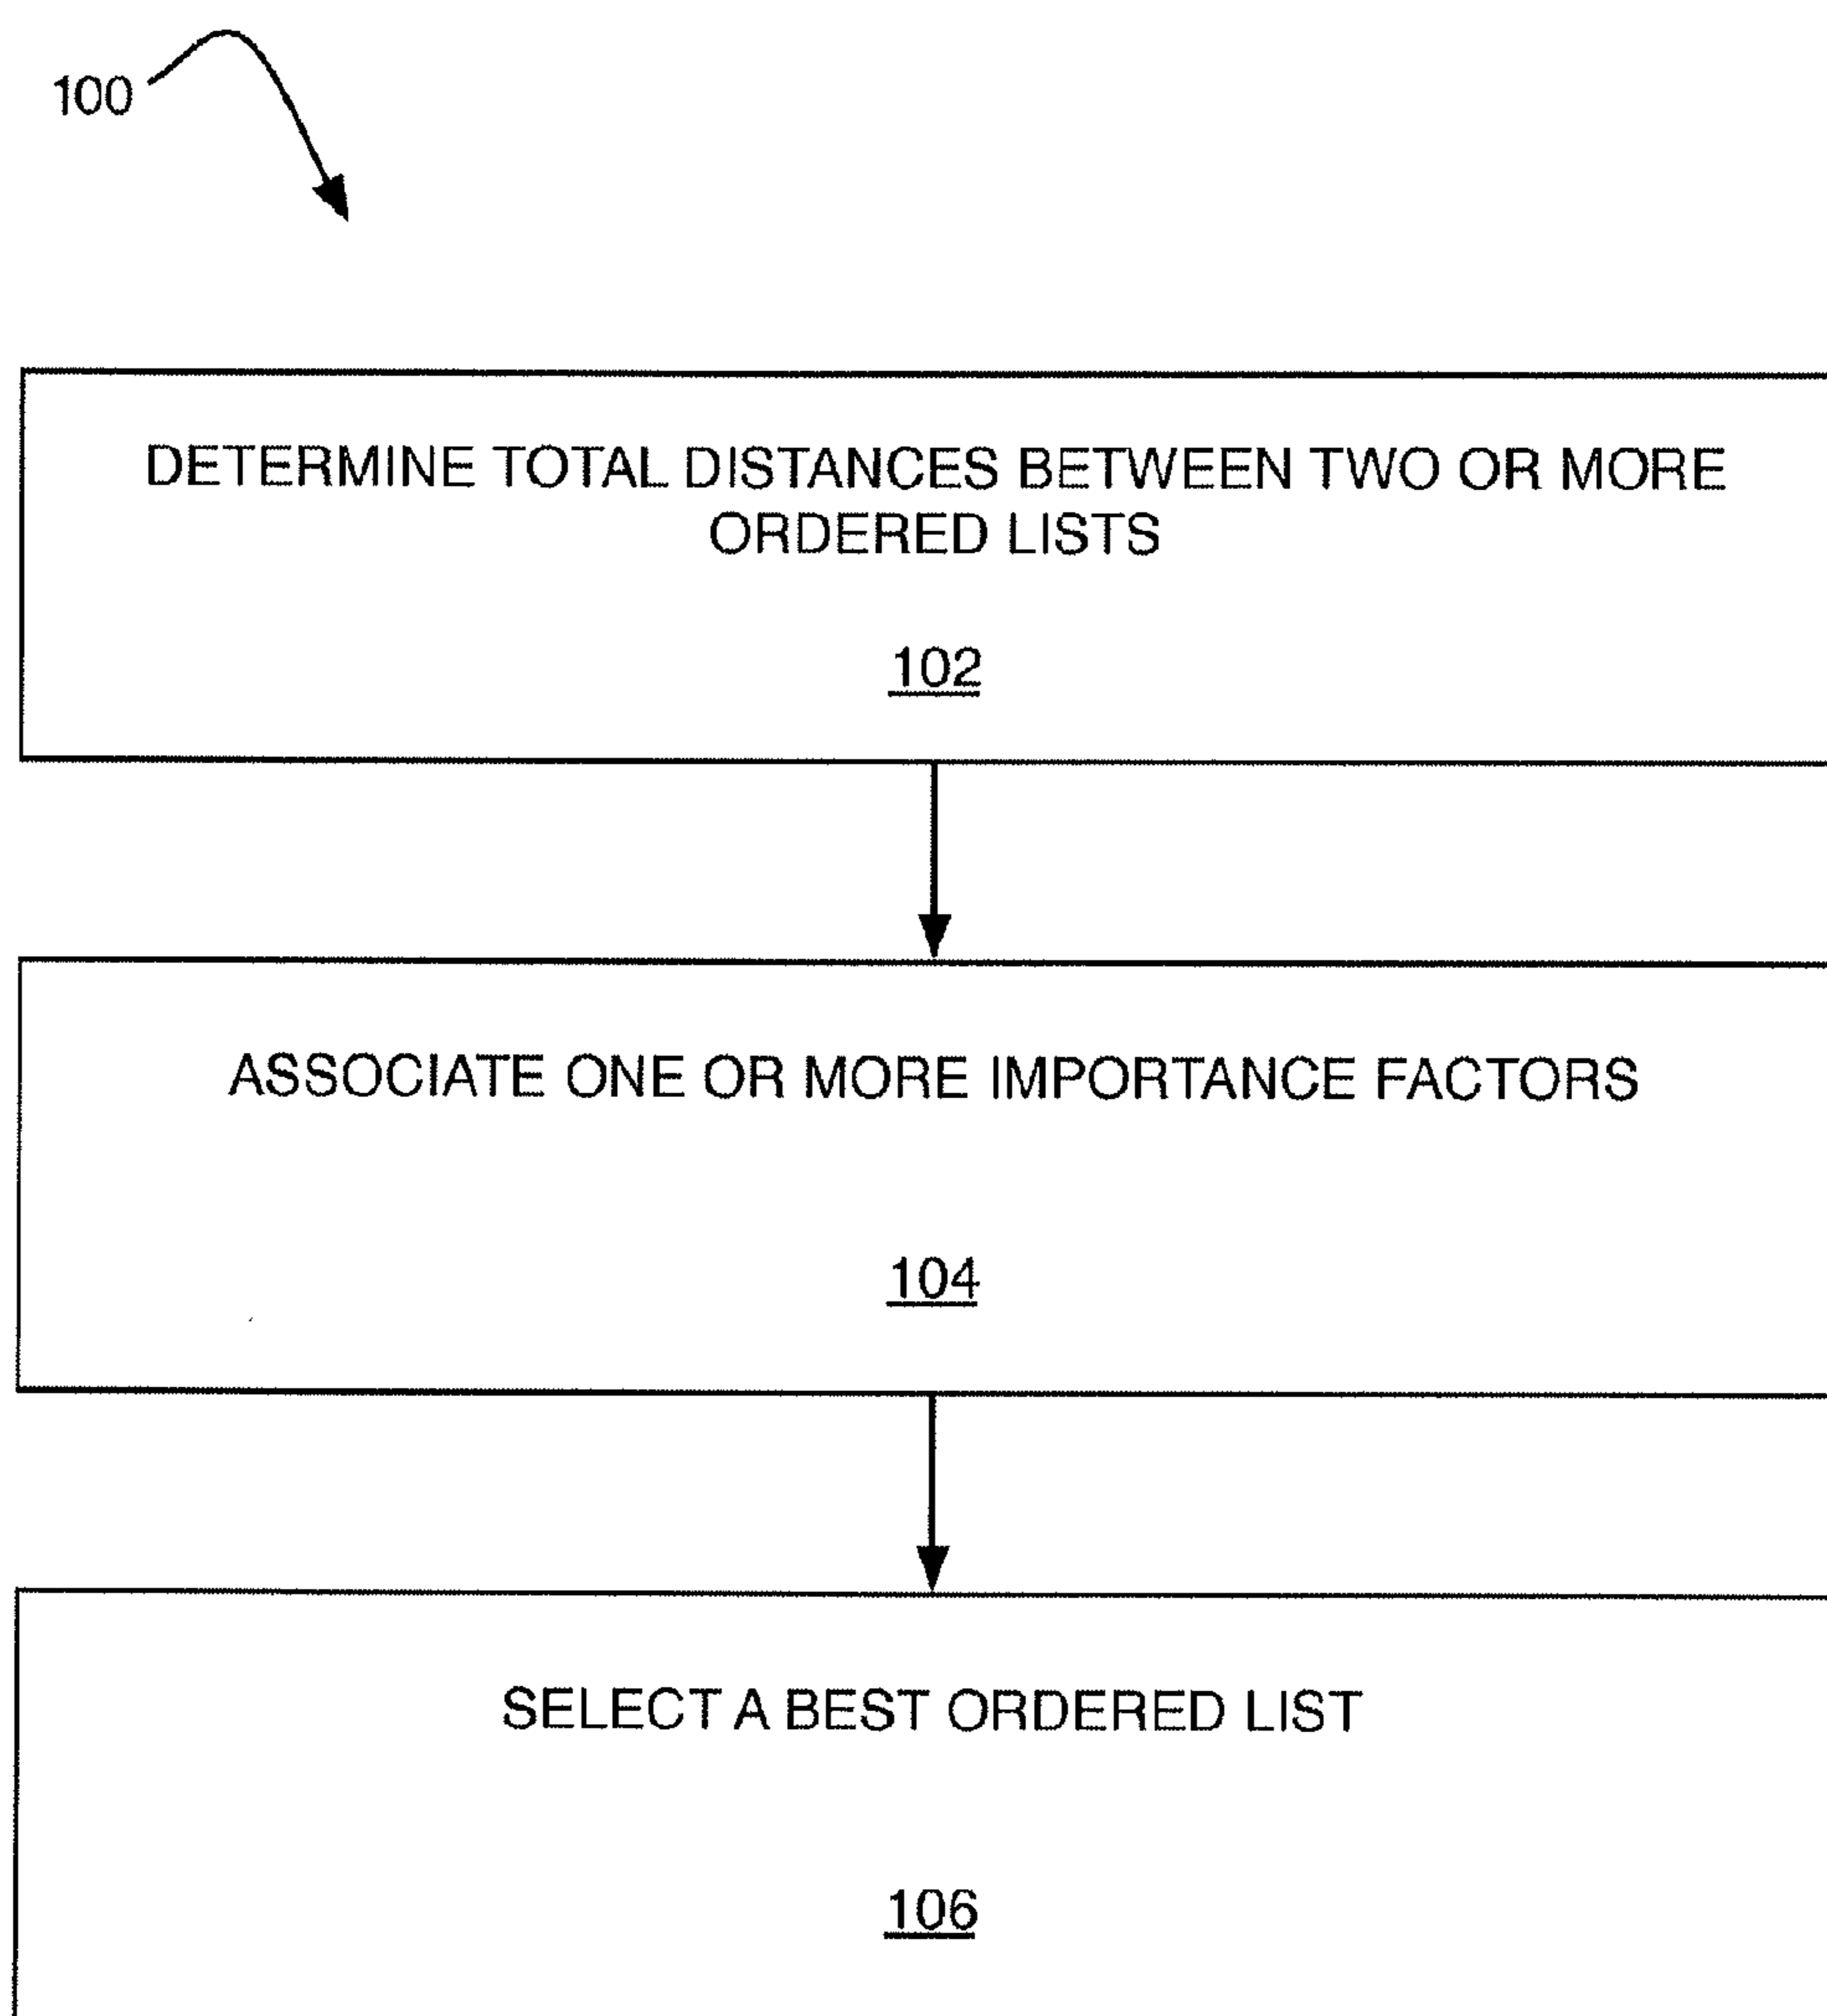 100
DETERMINE TOTAL DISTANCES BETWEEN TWO OR MORE
ORDERED LISTS
102
ASSOCIATE ONE OR MORE IMPORTANCE FACTORS
104
SELECT A BEST ORDERED LIST
106